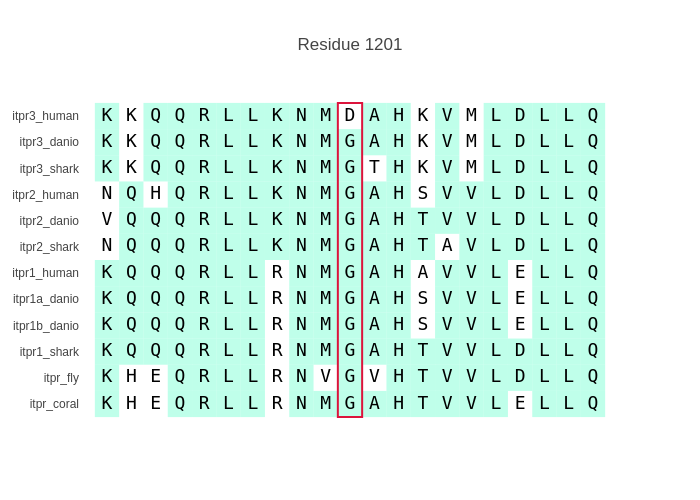 Residue 1201
itpr3_human K K Q Q R L L K N M D A H K V M L D L L Q
itpr3_danio K K Q Q R L L K N M G A H K V M L D L L Q
itpr3_shark K K Q Q R L L K N M G T H K V M L D L L Q
itpr2_human N Q H Q R L L K N M G A H S V V L D L L Q
itpr2_danio V Q Q Q R L L K N M G A H T V V L D L L Q
itpr2_shark N Q Q Q R L L K N M G A H T A V L D L L Q
itpr1_human K Q Q Q R L L R N M G A H A V V L E L L Q
itpr1a_danio K Q Q Q R L L R N M G A H S V V L E L L Q
itpr1b_danio K Q Q Q R L L R N M G A H S V V L E L L Q
itpr1_shark K Q Q Q R L L R N M G A H T V V L D L L Q
itpr_fly K H E Q R L L R N V G V H T V V L D L L Q
itpr_coral K H E Q R L L R N M G A H T V V L E L L Q